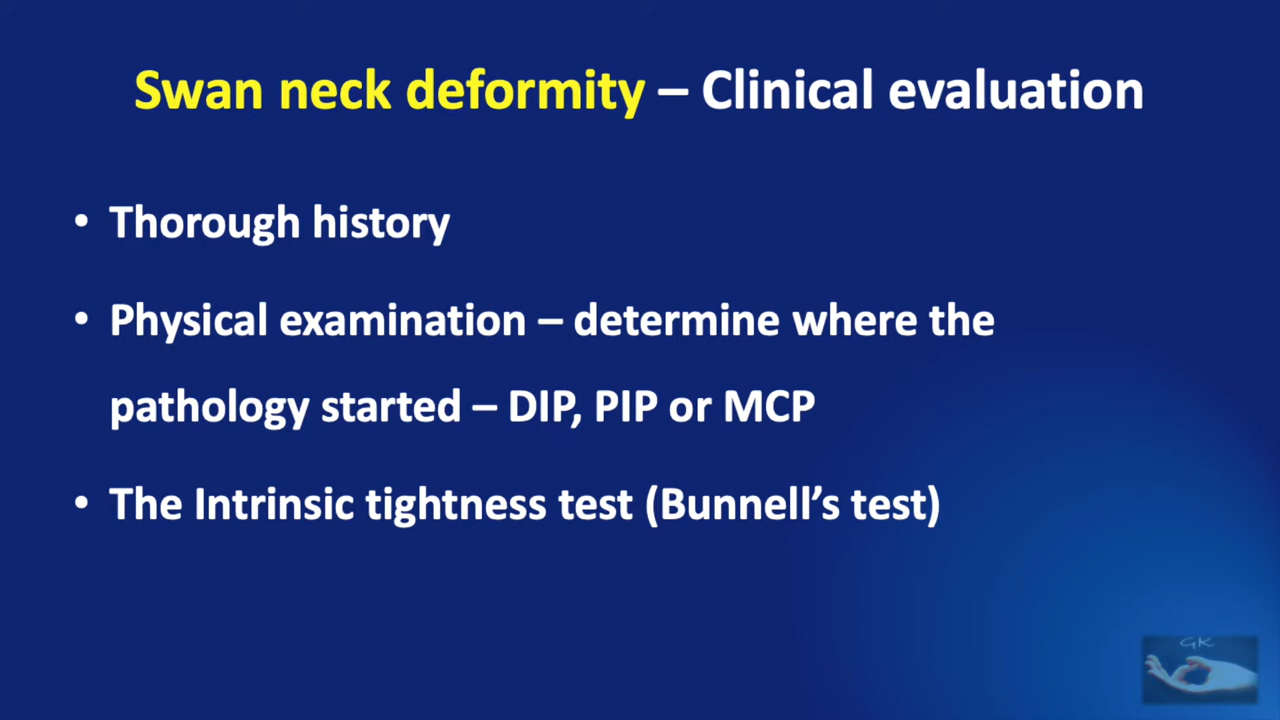 Swan neck deformity – Clinical evaluation
• Thorough history
• Physical examination – determine where the
pathology started – DIP, PIP or MCP
• The Intrinsic tightness test (Bunnell’s test)
GK